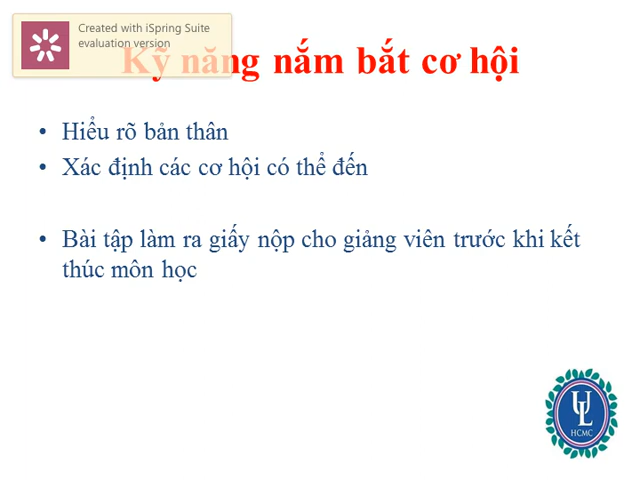 Created with iSpring Suite
evaluation version
Kỹ năng nắm bắt cơ hội
• Hiểu rõ bản thân
• Xác định các cơ hội có thể đến
• Bài tập làm ra giấy nộp cho giảng viên trước khi kết
thúc môn học
UL
HCMC